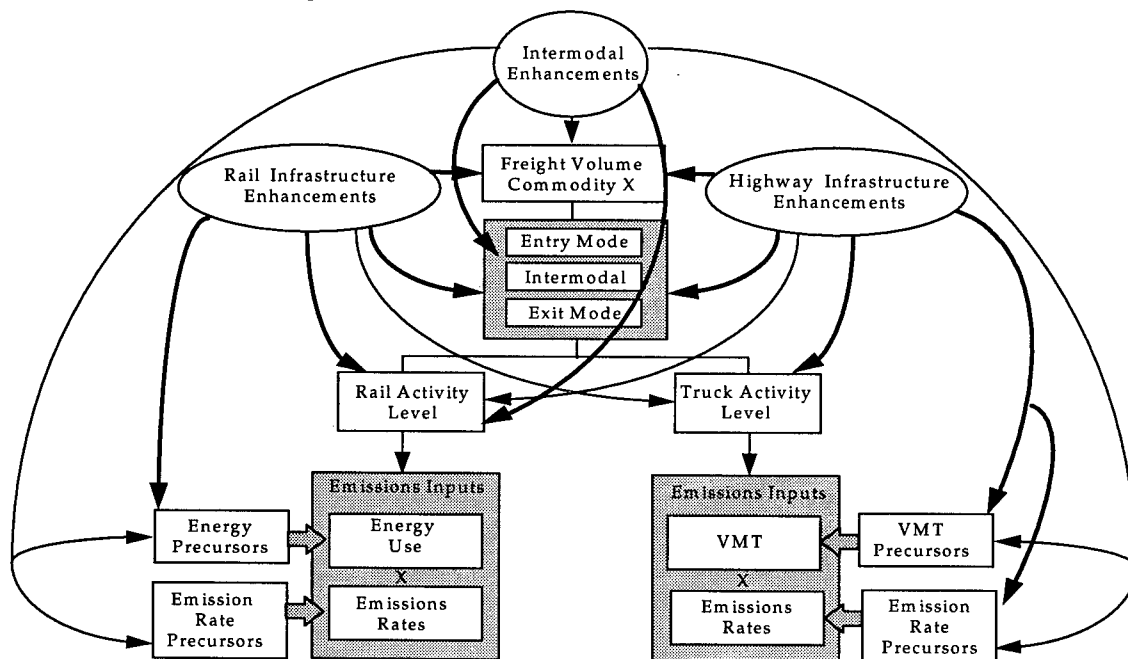 Intermodal
Enhancements
Rail Infrastructure
Enhancements
Freight Volume
Commodity X
Highway Infrastructure
Enhancements
Entry Mode
Intermodal
Exit Mode
Rail Activity
Level
Truck Activity
Level
Emissions Inputs
Energy
Use
X
Emissions
Rates
Energy
Precursors
Emission
Rate
Precursors
Emissions Inputs
VMT
X
Emissions
Rates
VMT
Precursors
Emission
Rate
Precursors